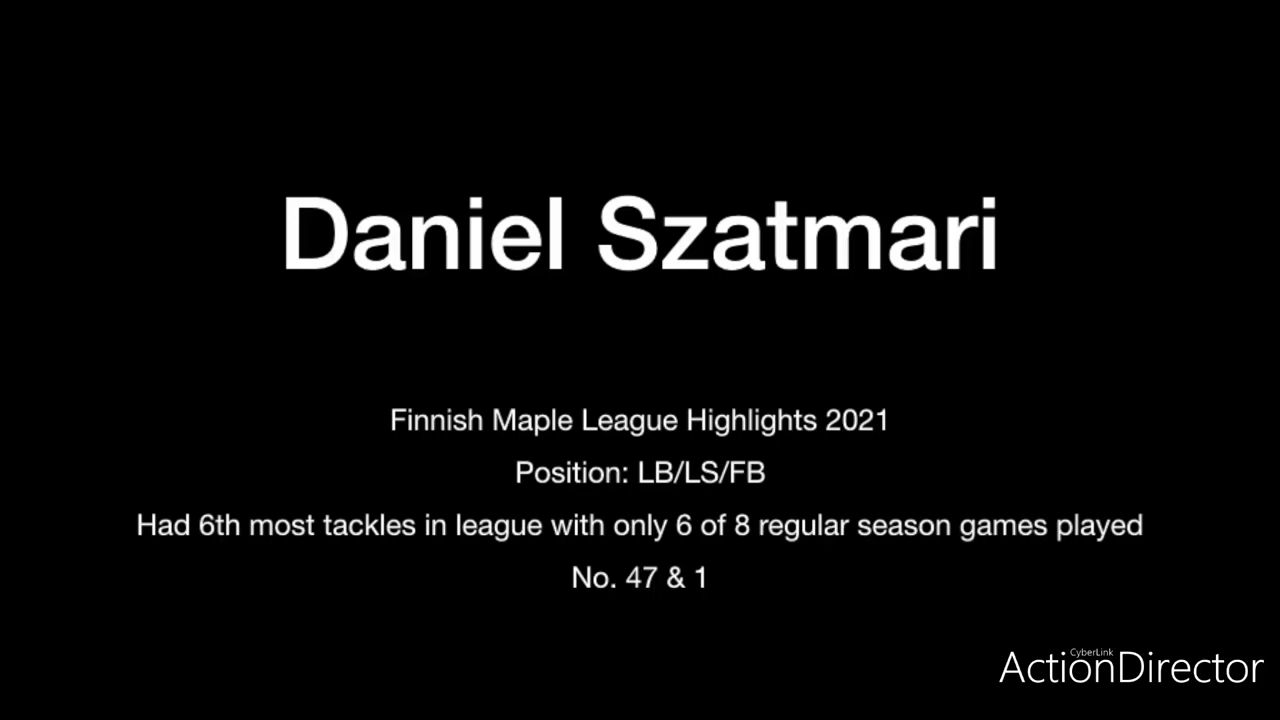 Daniel Szatmari
Finnish Maple League Highlights 2021
Position: LB/LS/FB
Had 6th most tackles in league with only 6 of 8 regular season games played
No. 47 & 1
CyberLink
ActionDirector